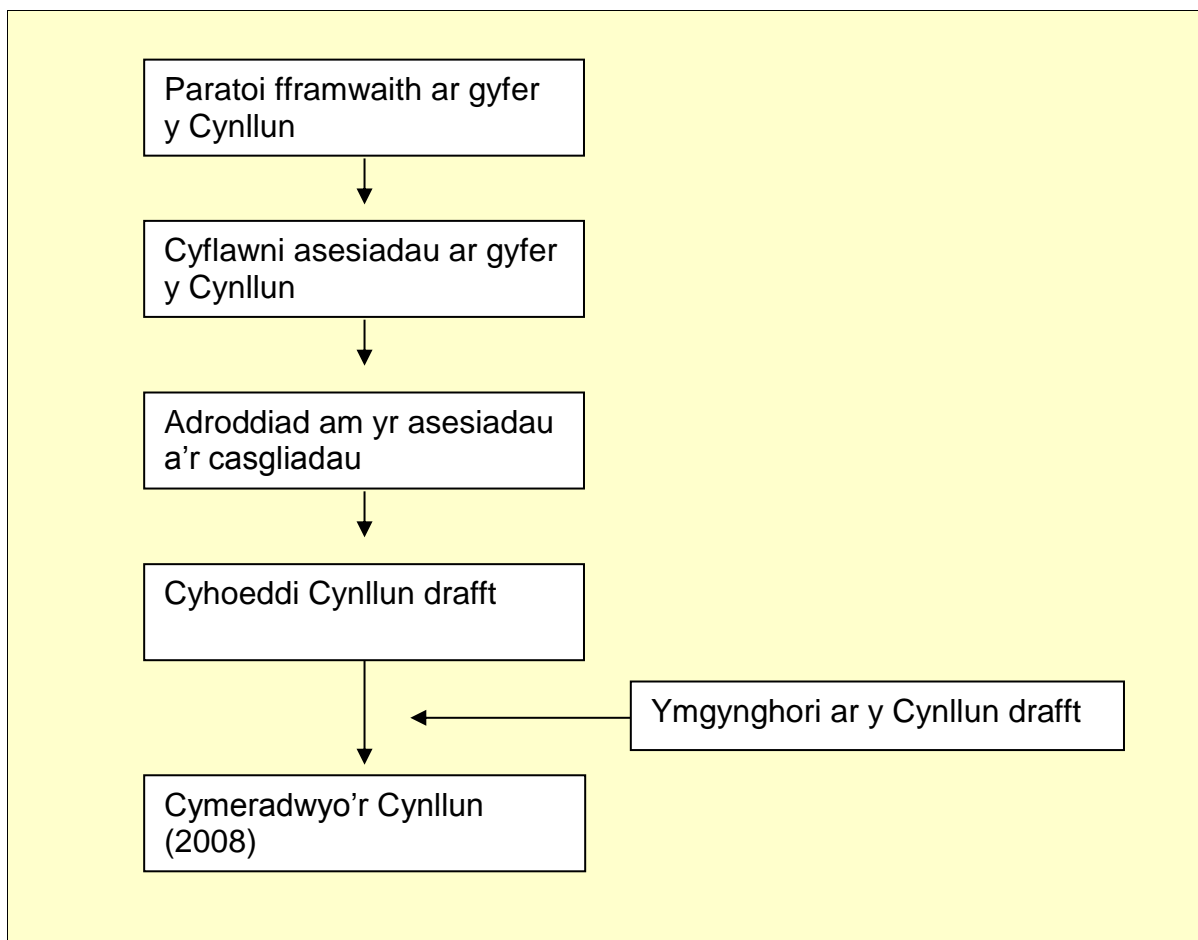 Paratoi fframwaith ar gyfer
y Cynllun
Cyflawni asesiadau ar gyfer
y Cynllun
Adroddiad am yr asesiadau
a’r casgliadau
Cyhoeddi Cynllun drafft
Ymgynghori ar y Cynllun drafft
Cymeradwyo’r Cynllun
(2008)